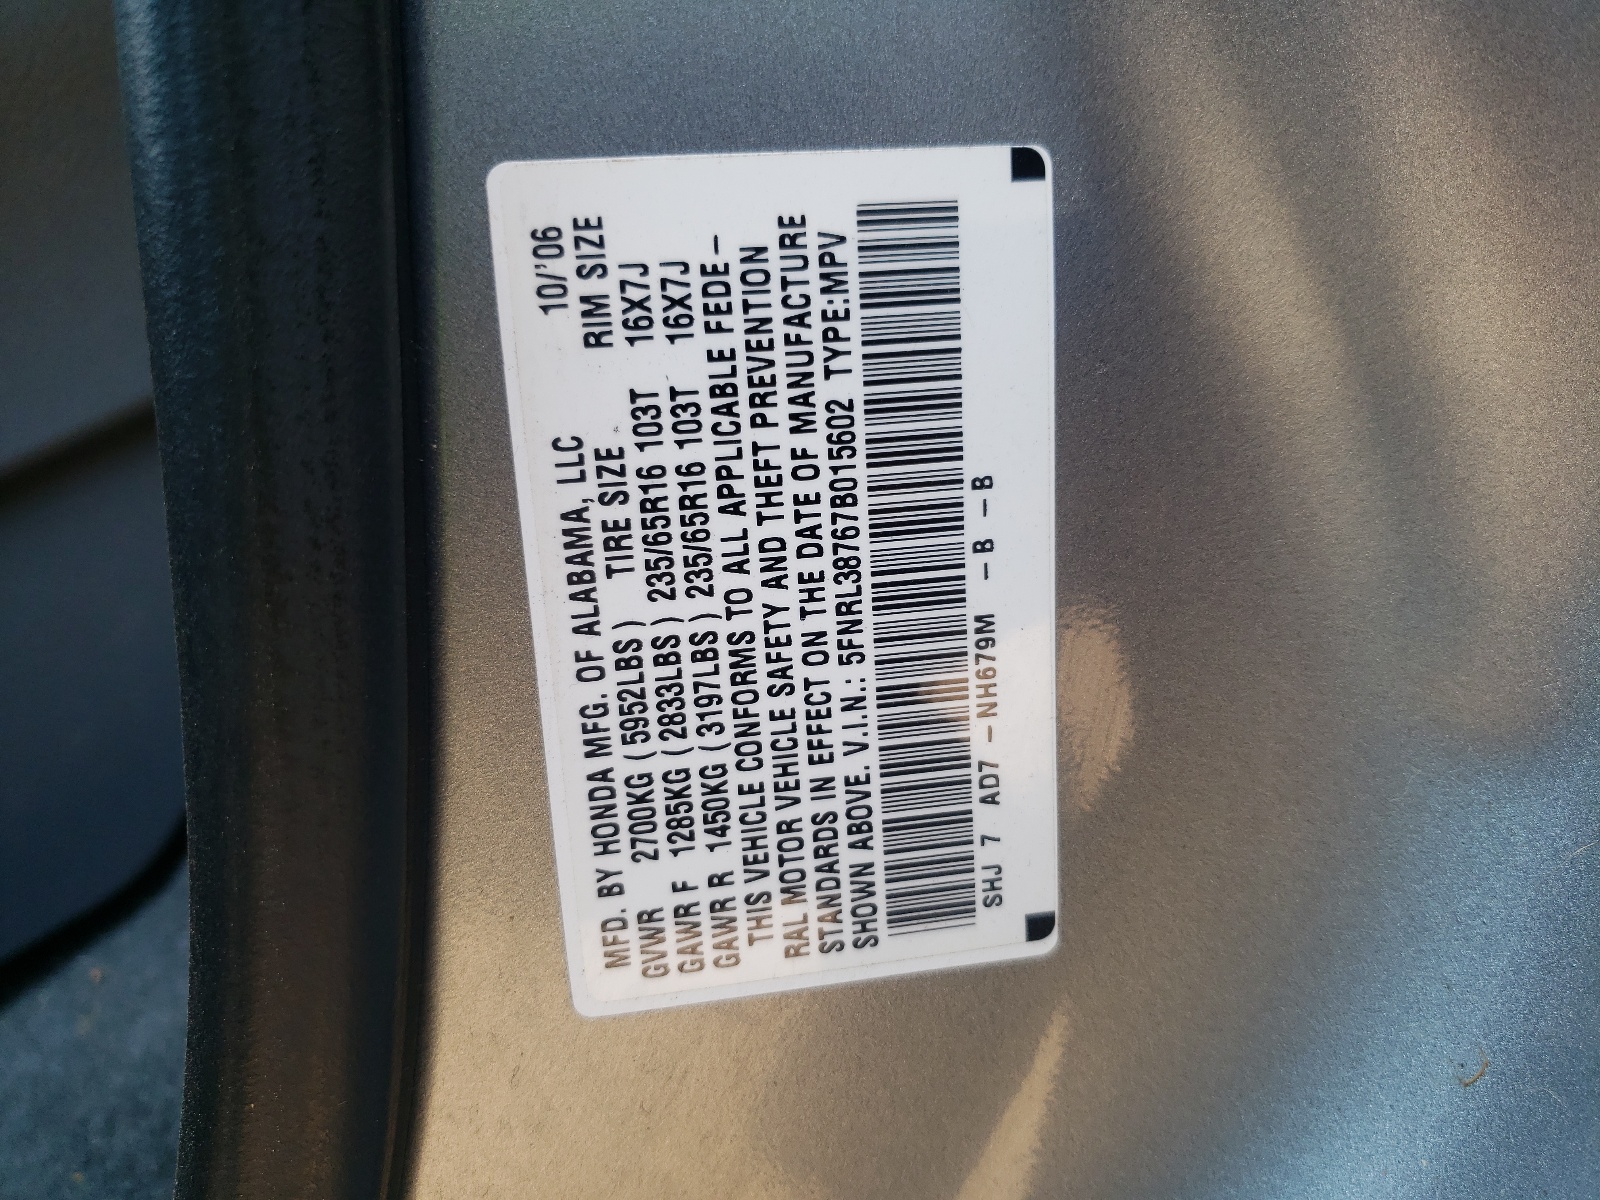 MFD. BY HONDA MFG. OF ALABAMA, LLC 10/'06
TIRE SIZE RIM SIZE
GVWR 2700KG (5952LBS)
GAWR F 1285KG (2833LBS) 235/65R16 103T 16X7J
GAWR R 1450KG (3197LBS) 235/65R16 103T 16X7J
THIS VEHICLE CONFORMS TO ALL APPLICABLE FEDE-
RAL MOTOR VEHICLE SAFETY AND THEFT PREVENTION
STANDARDS IN EFFECT ON THE DATE OF MANUFACTURE
SHOWN ABOVE. V.I.N.: 5FNRL38767B015602 TYPE:MPV
SHJ 7 AD7 -NH679M -B -B